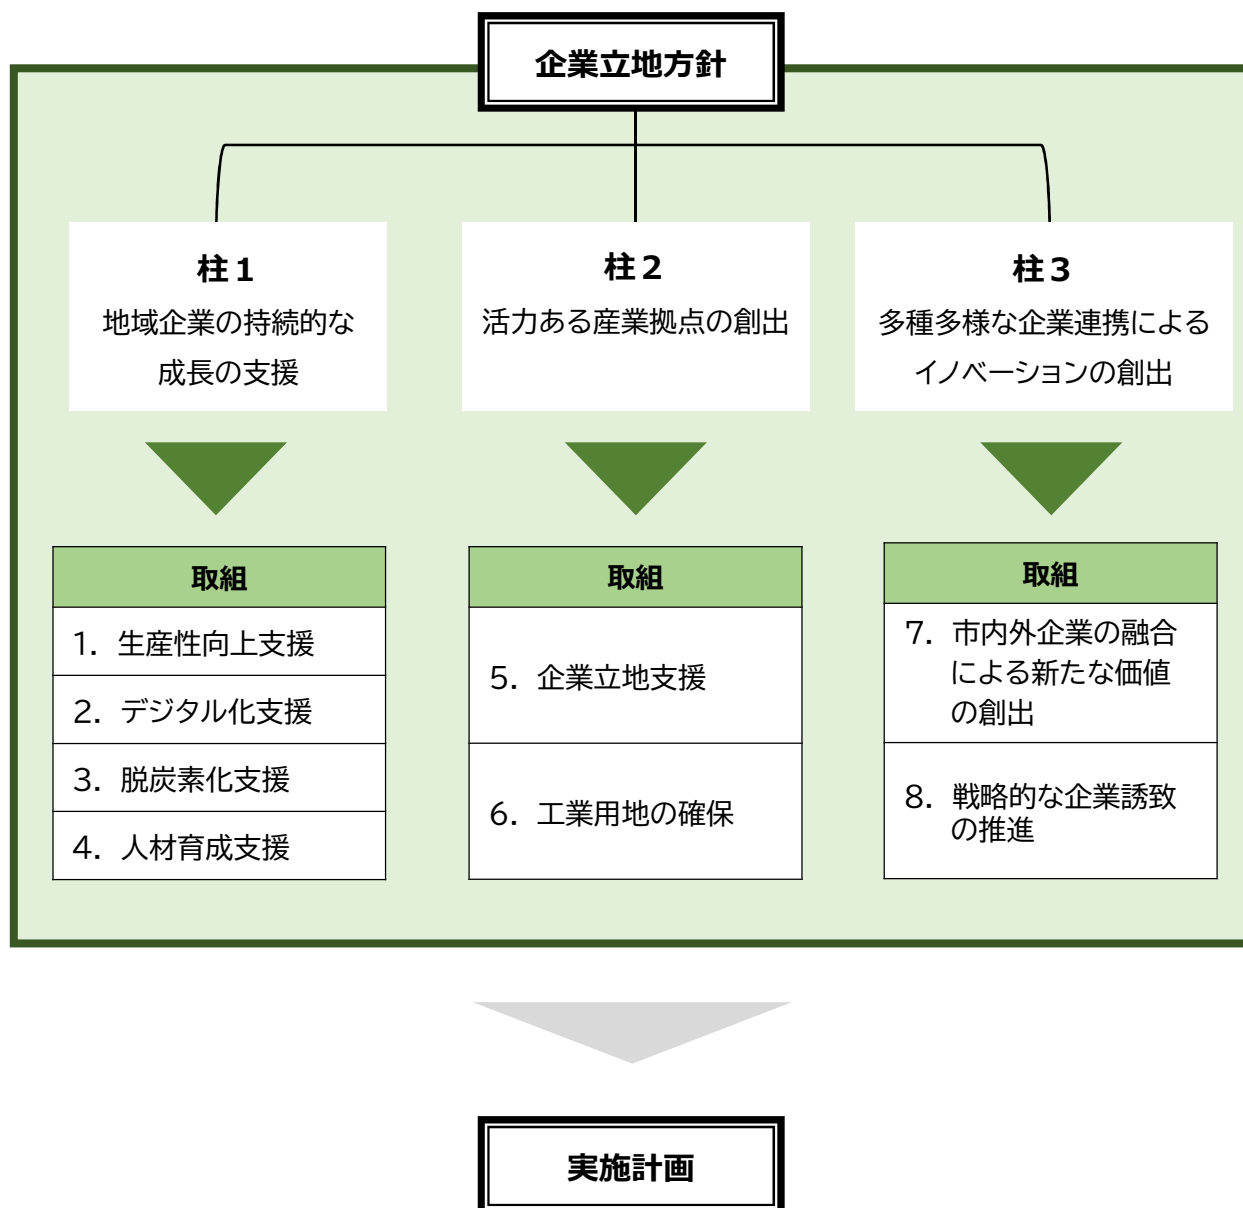 企業立地方針
柱1
地域企業の持続的な
成長の支援
柱2
活力ある産業拠点の創出
柱3
多種多様な企業連携による
イノベーションの創出
取組
1. 生産性向上支援
2. デジタル化支援
3. 脱炭素化支援
4. 人材育成支援
取組
5. 企業立地支援
6. 工業用地の確保
取組
7. 市内外企業の融合
による新たな価値
の創出
8. 戦略的な企業誘致
の推進
実施計画